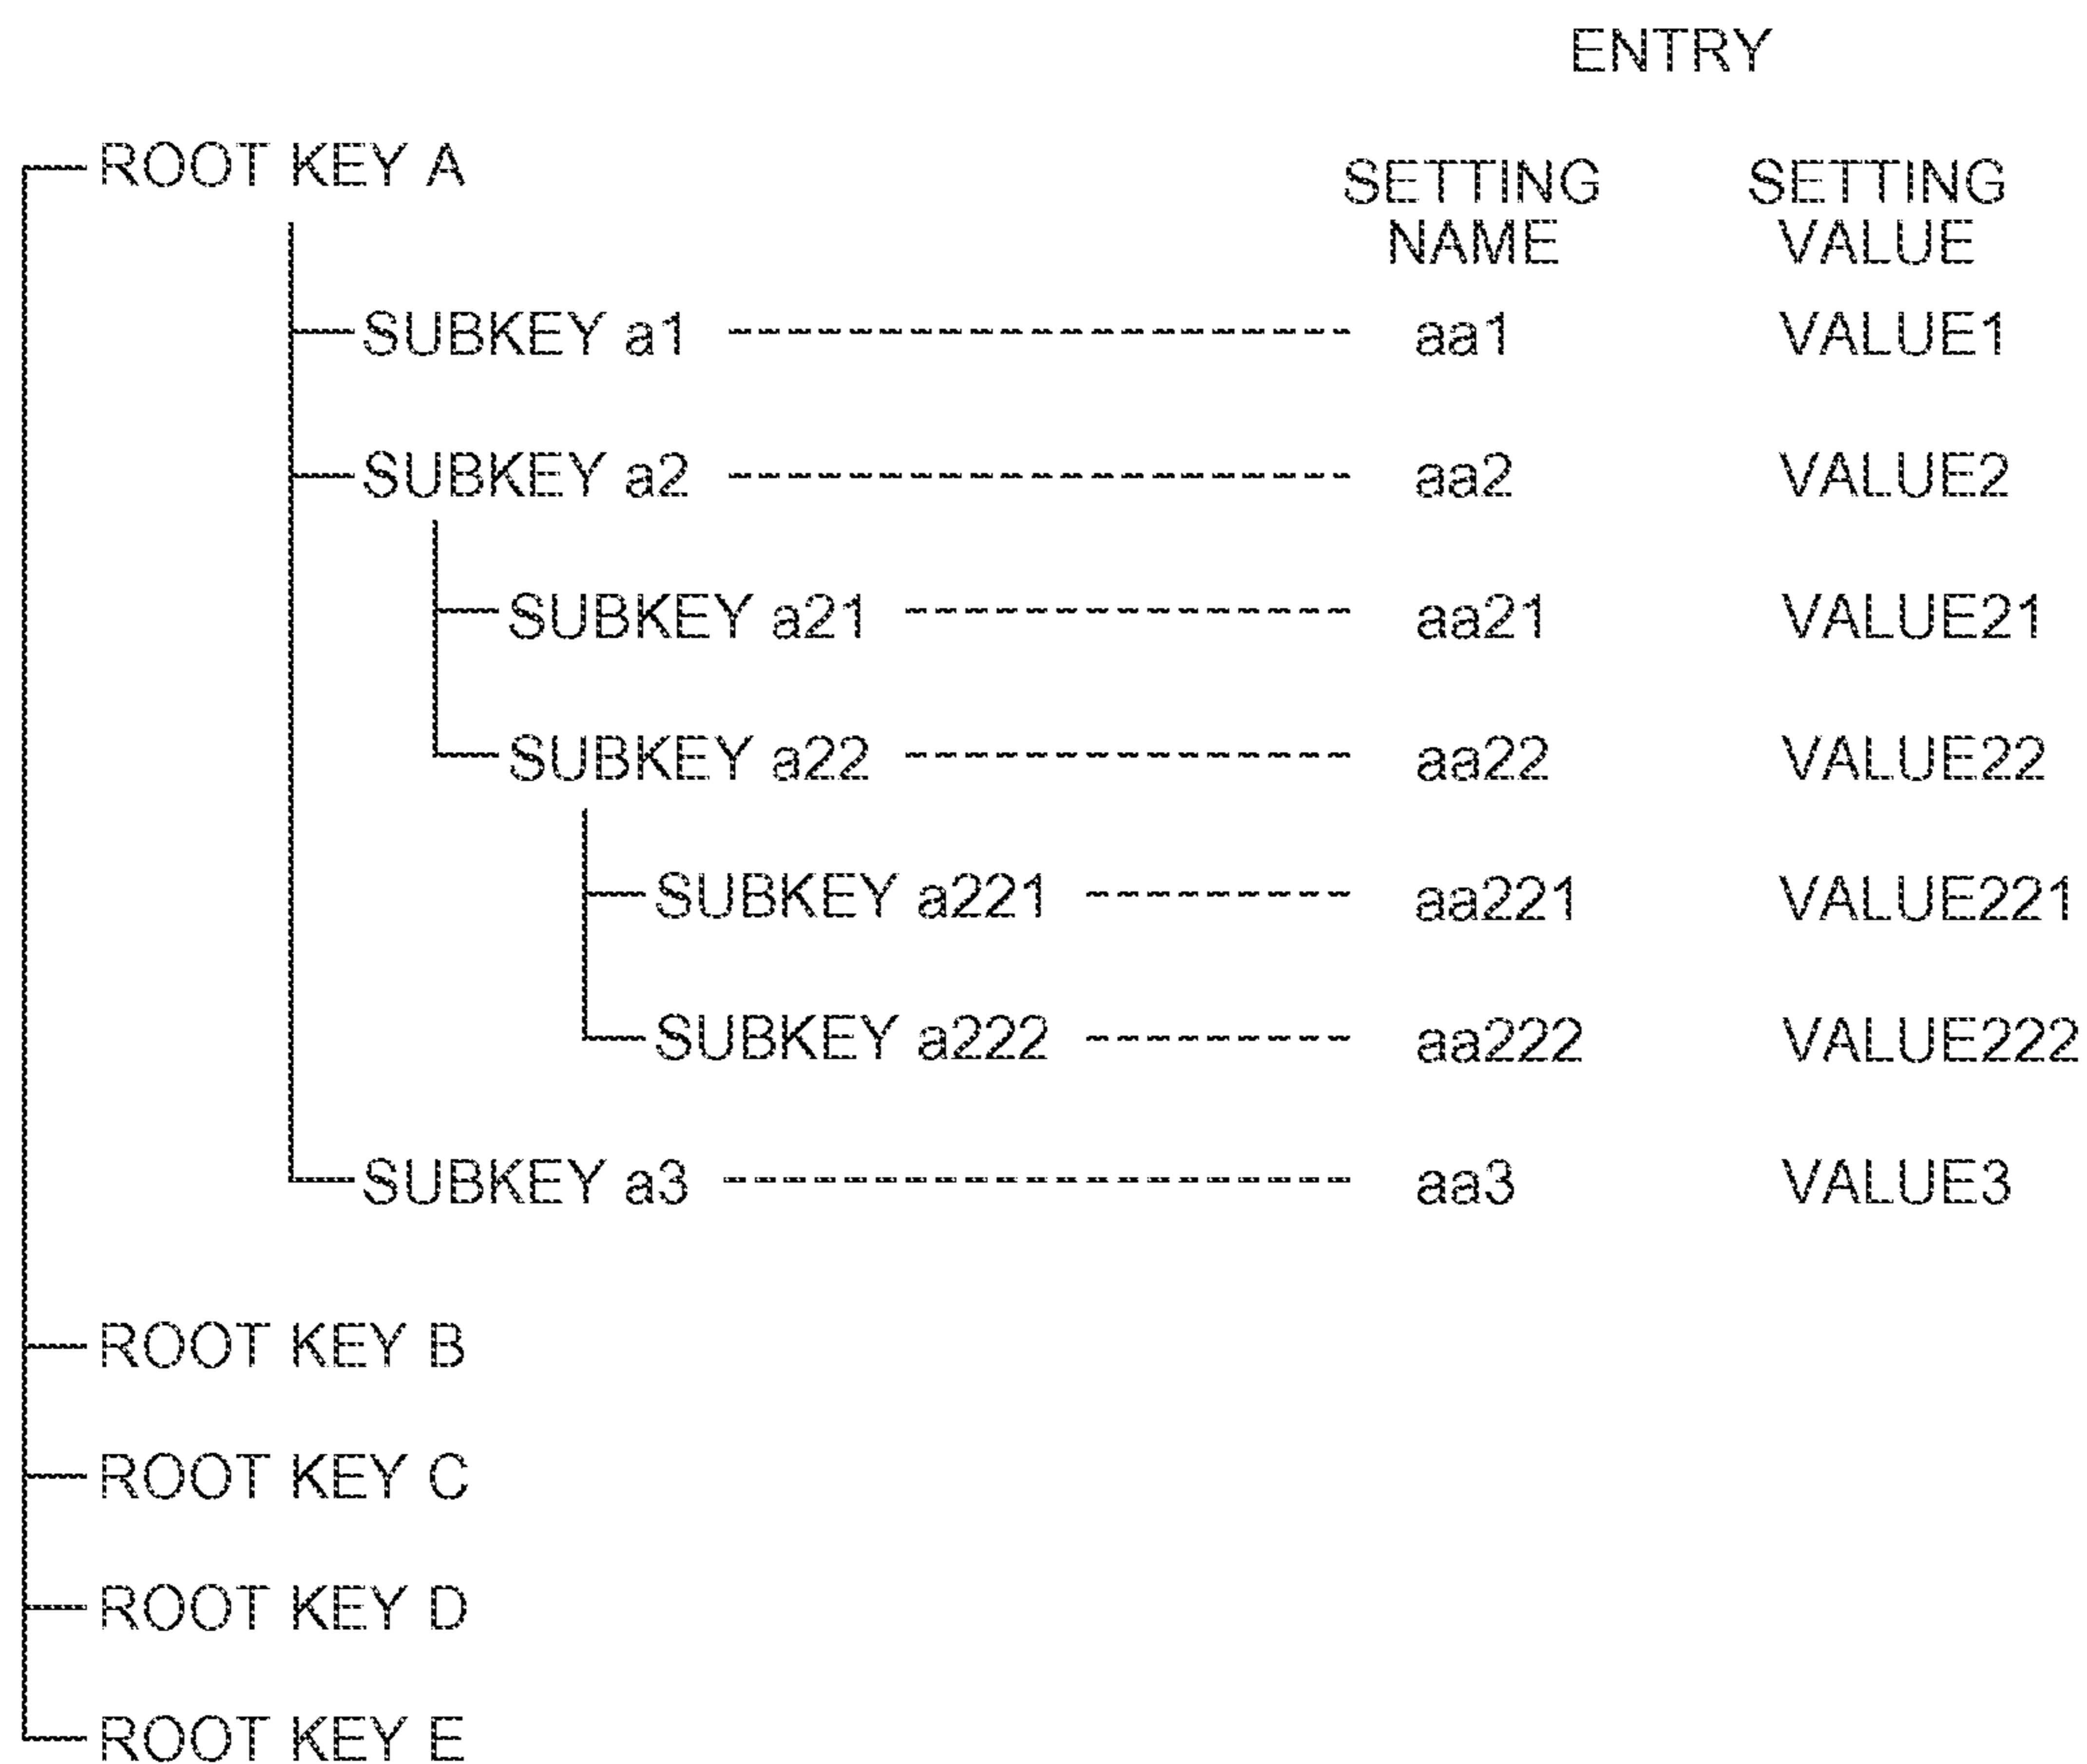 ENTRY
ROOT KEY A
SETTING NAME
SETTING VALUE
SUBKEY a1 aa1 VALUE1
SUBKEY a2 aa2 VALUE2
SUBKEY a21 aa21 VALUE21
SUBKEY a22 aa22 VALUE22
SUBKEY a221 aa221 VALUE221
SUBKEY a222 aa222 VALUE222
SUBKEY a3 aa3 VALUE3
ROOT KEY B
ROOT KEY C
ROOT KEY D
ROOT KEY E